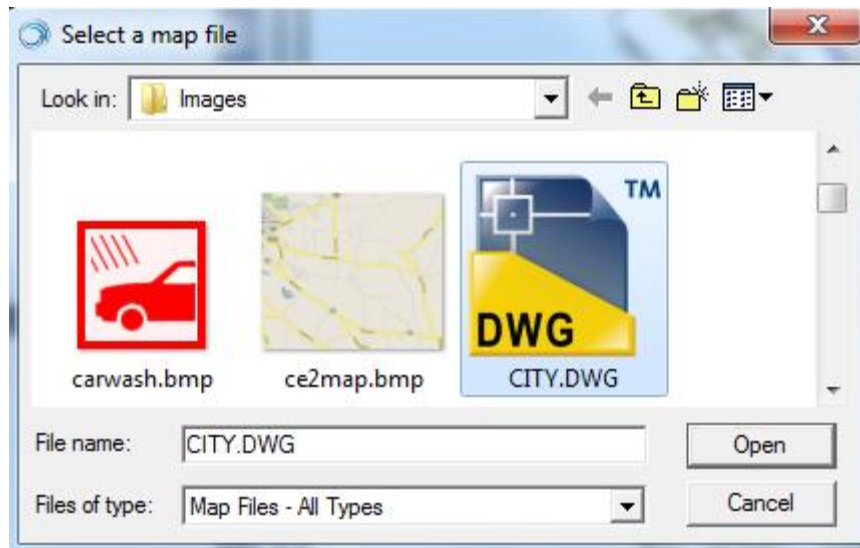 Select a map file
Look in: Images
TM
DWG
carwash.bmp ce2map.bmp CITY.DWG
File name: CITY.DWG Open
Files of type: Map Files - All Types Cancel